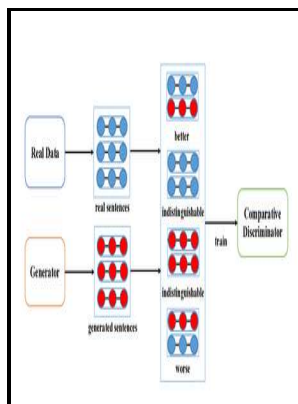 better
Real Data
real sentences
indistinguishable
train
Comparative
Discriminator
Generator
indistinguishable
generated sentences
worse